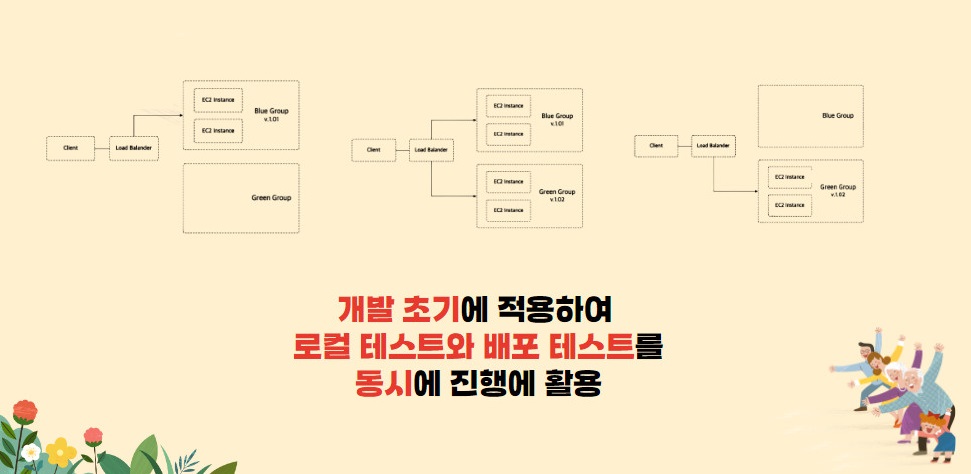 Client
Load Balander
EC2 Instance
EC2 Instance
Blue Group
v.1.01
Green Group
Client
Load Balander
EC2 Instance
EC2 Instance
Blue Group
v.1.01
EC2 Instance
EC2 Instance
Green Group
v.1.02
Client
Load Balander
Blue Group
EC2 Instance
EC2 Instance
Green Group
v.1.02
개발 초기에 적용하여
로컬 테스트와 배포 테스트를
동시에 진행에 활용